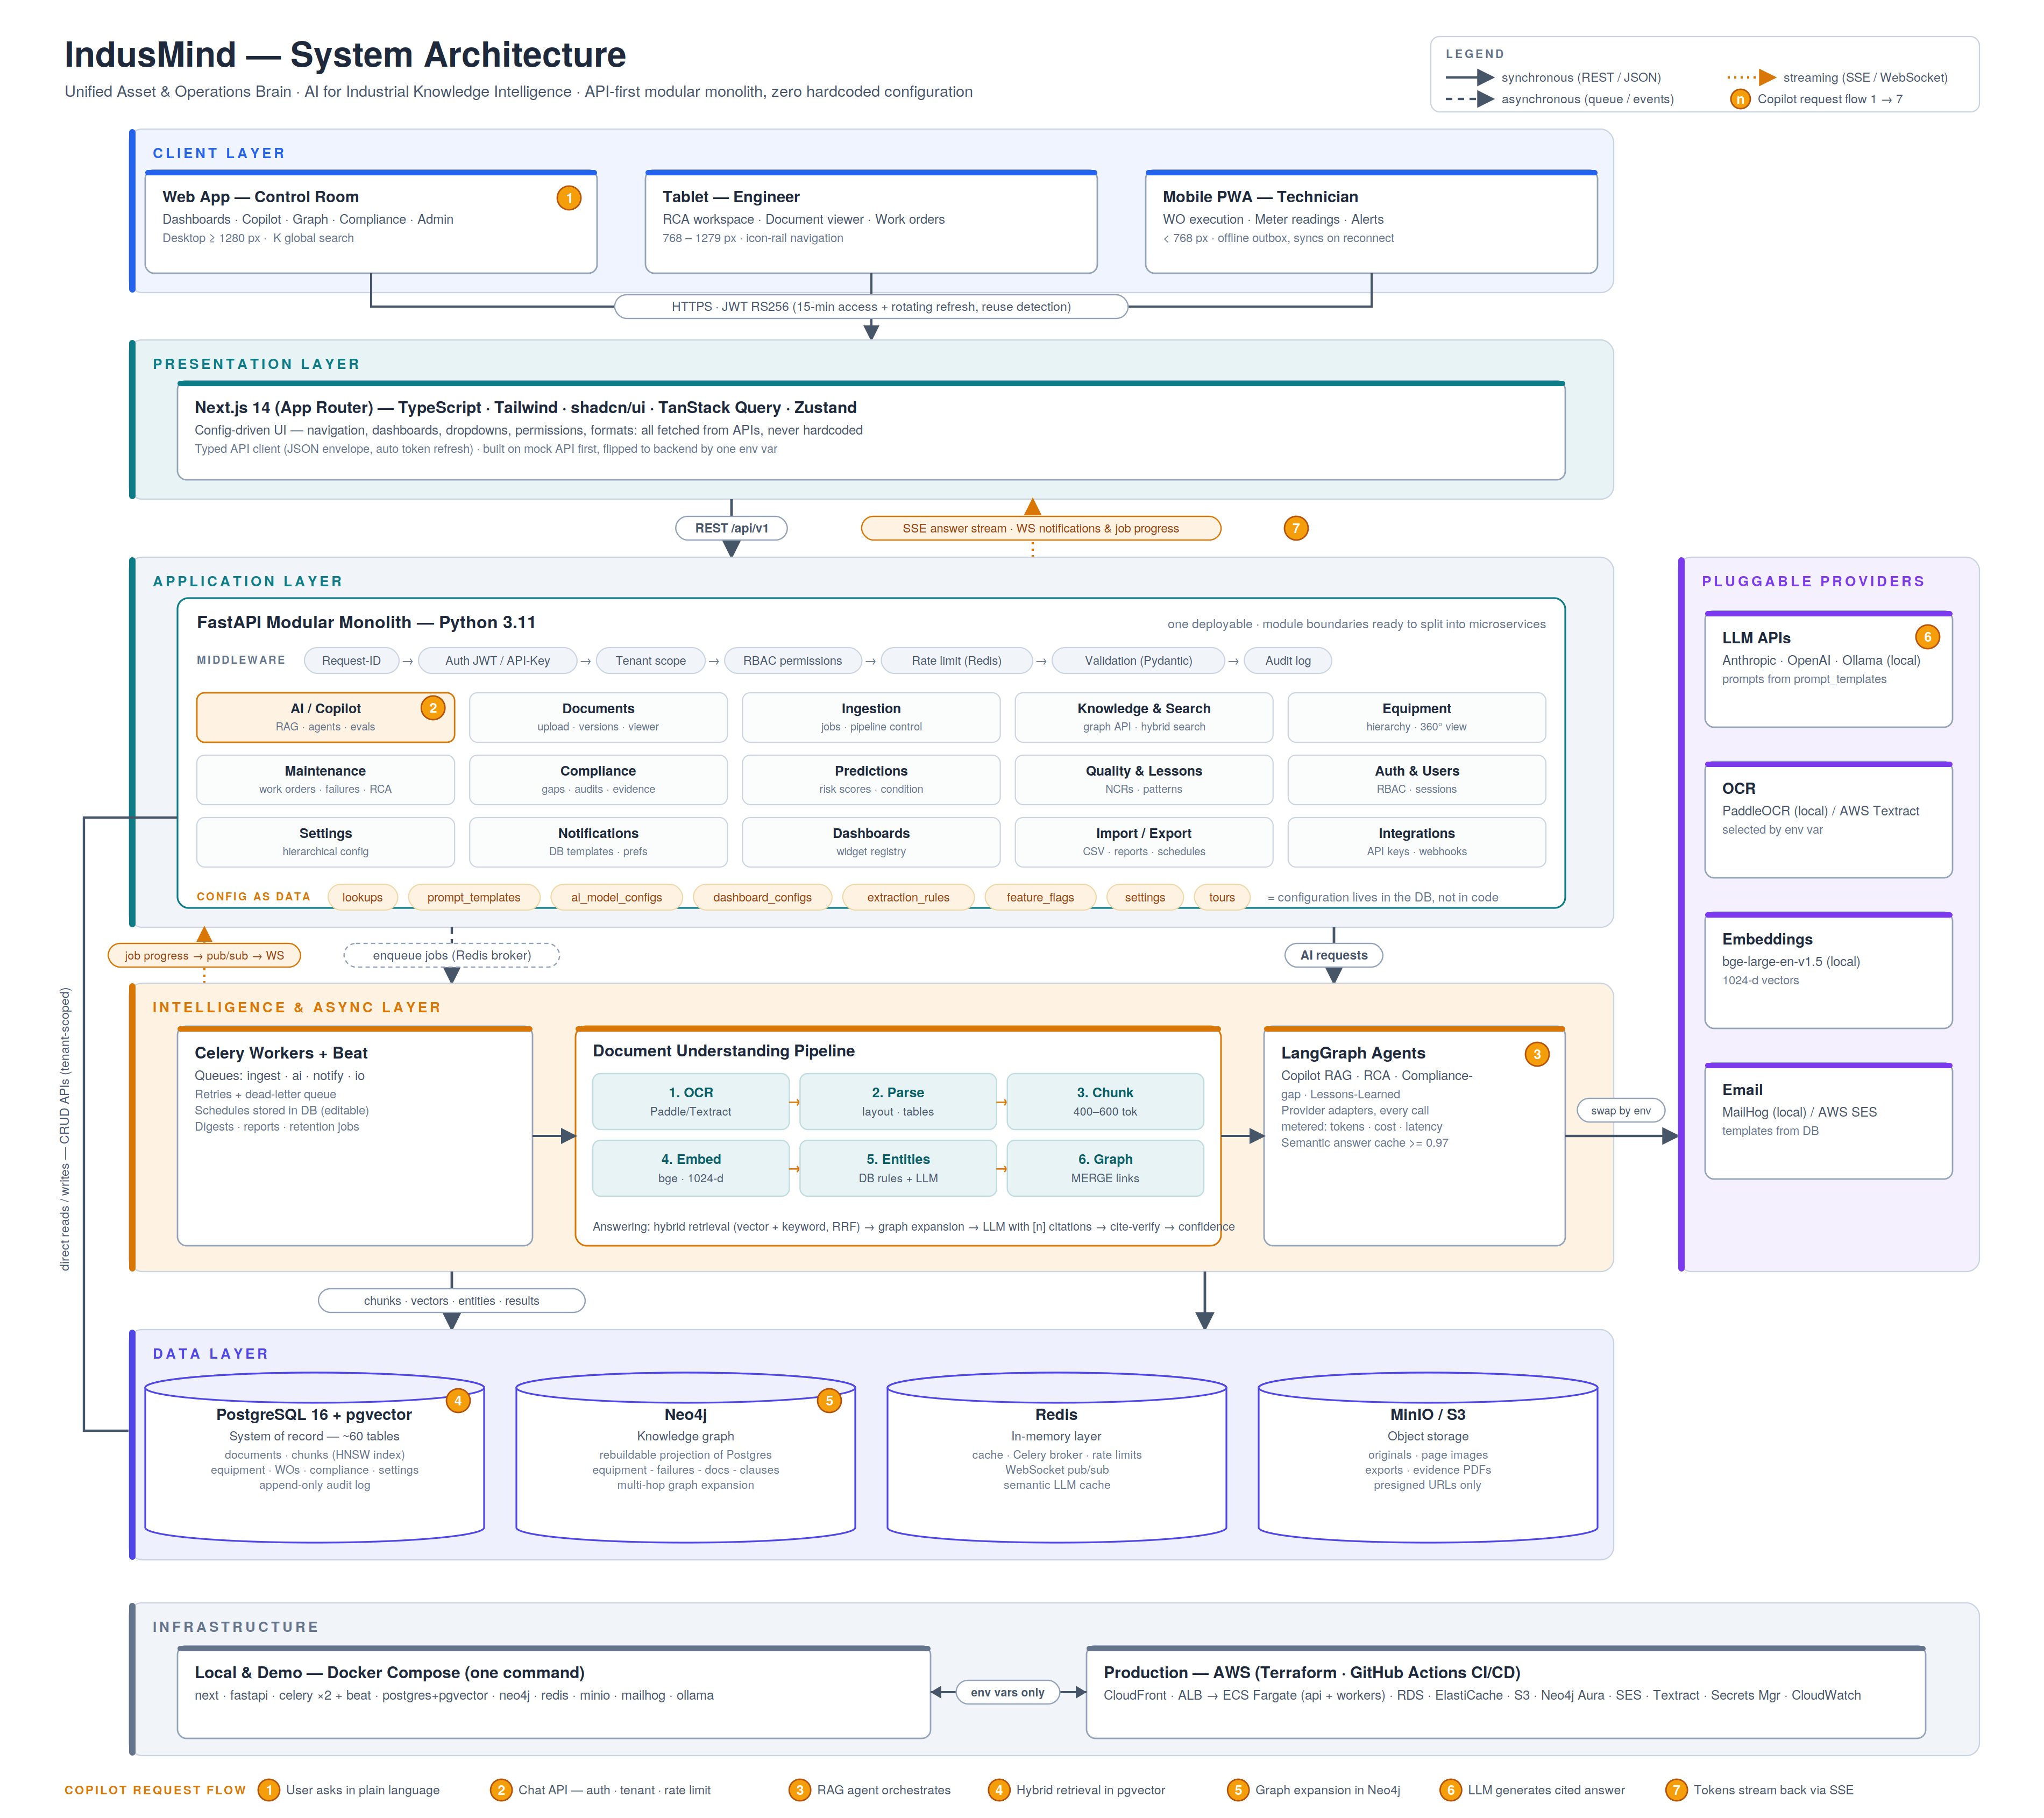 IndusMind — System Architecture
Unified Asset & Operations Brain · AI for Industrial Knowledge Intelligence · API-first modular monolith, zero hardcoded configuration
LEGEND
synchronous (REST / JSON)
streaming (SSE / WebSocket)
asynchronous (queue / events)
n Copilot request flow 1 → 7
CLIENT LAYER
Web App — Control Room
1
Dashboards · Copilot · Graph · Compliance · Admin
Desktop ≥ 1280 px · K global search
Tablet — Engineer
RCA workspace · Document viewer · Work orders
768 – 1279 px · icon-rail navigation
Mobile PWA — Technician
WO execution · Meter readings · Alerts
< 768 px · offline outbox, syncs on reconnect
HTTPS · JWT RS256 (15-min access + rotating refresh, reuse detection)
PRESENTATION LAYER
Next.js 14 (App Router) — TypeScript · Tailwind · shadcn/ui · TanStack Query · Zustand
Config-driven UI — navigation, dashboards, dropdowns, permissions, formats: all fetched from APIs, never hardcoded
Typed API client (JSON envelope, auto token refresh) · built on mock API first, flipped to backend by one env var
REST /api/v1
SSE answer stream · WS notifications & job progress
7
APPLICATION LAYER
FastAPI Modular Monolith — Python 3.11
one deployable · module boundaries ready to split into microservices
MIDDLEWARE
Request-ID → Auth JWT / API-Key → Tenant scope → RBAC permissions → Rate limit (Redis) → Validation (Pydantic) → Audit log
AI / Copilot
2
RAG · agents · evals
Documents
upload · versions · viewer
Ingestion
jobs · pipeline control
Knowledge & Search
graph API · hybrid search
Equipment
hierarchy · 360° view
Maintenance
work orders · failures · RCA
Compliance
gaps · audits · evidence
Predictions
risk scores · condition
Quality & Lessons
NCRs · patterns
Auth & Users
RBAC · sessions
Settings
hierarchical config
Notifications
DB templates · prefs
Dashboards
widget registry
Import / Export
CSV · reports · schedules
Integrations
API keys · webhooks
CONFIG AS DATA
lookups
prompt_templates
ai_model_configs
dashboard_configs
extraction_rules
feature_flags
settings
tours
= configuration lives in the DB, not in code
PLUGGABLE PROVIDERS
LLM APIs
6
Anthropic · OpenAI · Ollama (local)
prompts from prompt_templates
OCR
PaddleOCR (local) / AWS Textract
selected by env var
Embeddings
bge-large-en-v1.5 (local)
1024-d vectors
Email
MailHog (local) / AWS SES
templates from DB
job progress → pub/sub → WS
enqueue jobs (Redis broker)
AI requests
direct reads / writes — CRUD APIs (tenant-scoped)
INTELLIGENCE & ASYNC LAYER
Celery Workers + Beat
Queues: ingest · ai · notify · io
Retries + dead-letter queue
Schedules stored in DB (editable)
Digests · reports · retention jobs
Document Understanding Pipeline
1. OCR
Paddle/Textract
→
2. Parse
layout · tables
→
3. Chunk
400–600 tok
4. Embed
bge · 1024-d
→
5. Entities
DB rules + LLM
→
6. Graph
MERGE links
Answering: hybrid retrieval (vector + keyword, RRF) → graph expansion → LLM with [n] citations → cite-verify → confidence
LangGraph Agents
3
Copilot RAG · RCA · Compliance-
gap · Lessons-Learned
Provider adapters, every call
metered: tokens · cost · latency
Semantic answer cache >= 0.97
swap by env
chunks · vectors · entities · results
DATA LAYER
4
PostgreSQL 16 + pgvector
System of record — ~60 tables
documents · chunks (HNSW index)
equipment · WOs · compliance · settings
append-only audit log
5
Neo4j
Knowledge graph
rebuildable projection of Postgres
equipment - failures - docs - clauses
multi-hop graph expansion
Redis
In-memory layer
cache · Celery broker · rate limits
WebSocket pub/sub
semantic LLM cache
MinIO / S3
Object storage
originals · page images
exports · evidence PDFs
presigned URLs only
INFRASTRUCTURE
Local & Demo — Docker Compose (one command)
next · fastapi · celery ×2 + beat · postgres+pgvector · neo4j · redis · minio · mailhog · ollama
env vars only
Production — AWS (Terraform · GitHub Actions CI/CD)
CloudFront · ALB → ECS Fargate (api + workers) · RDS · ElastiCache · S3 · Neo4j Aura · SES · Textract · Secrets Mgr · CloudWatch
COPILOT REQUEST FLOW
1 User asks in plain language
2 Chat API — auth · tenant · rate limit
3 RAG agent orchestrates
4 Hybrid retrieval in pgvector
5 Graph expansion in Neo4j
6 LLM generates cited answer
7 Tokens stream back via SSE